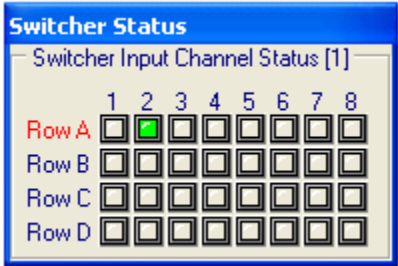 Switcher Status
Switcher Input Channel Status [1]
1 2 3 4 5 6 7 8
Row A
Row B
Row C
Row D